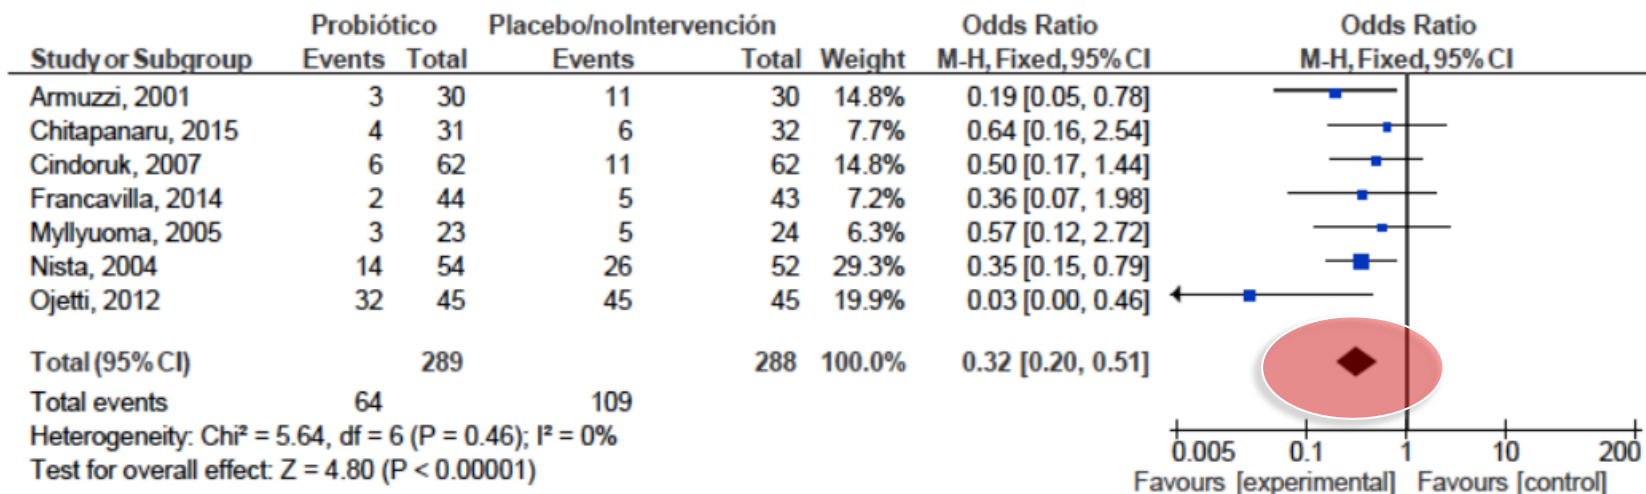 Probiótico Placebo/noIntervención Odds Ratio Odds Ratio
Study or Subgroup Events Total Events Total Weight M-H, Fixed, 95% CI M-H, Fixed, 95% CI
Armuzzi, 2001 3 30 11 30 14.8% 0.19 [0.05, 0.78]
Chitapanaru, 2015 4 31 6 32 7.7% 0.64 [0.16, 2.54]
Cindoruk, 2007 6 62 11 62 14.8% 0.50 [0.17, 1.44]
Francavilla, 2014 2 44 5 43 7.2% 0.36 [0.07, 1.98]
Myllyuoma, 2005 3 23 5 24 6.3% 0.57 [0.12, 2.72]
Nista, 2004 14 54 26 52 29.3% 0.35 [0.15, 0.79]
Ojetti, 2012 32 45 45 45 19.9% 0.03 [0.00, 0.46]
Total (95% CI) 289 288 100.0% 0.32 [0.20, 0.51]
Total events 64 109
Heterogeneity: Chi² = 5.64, df = 6 (P = 0.46); I² = 0%
Test for overall effect: Z = 4.80 (P < 0.00001)
0.005 0.1 1 10 200
Favours [experimental] Favours [control]